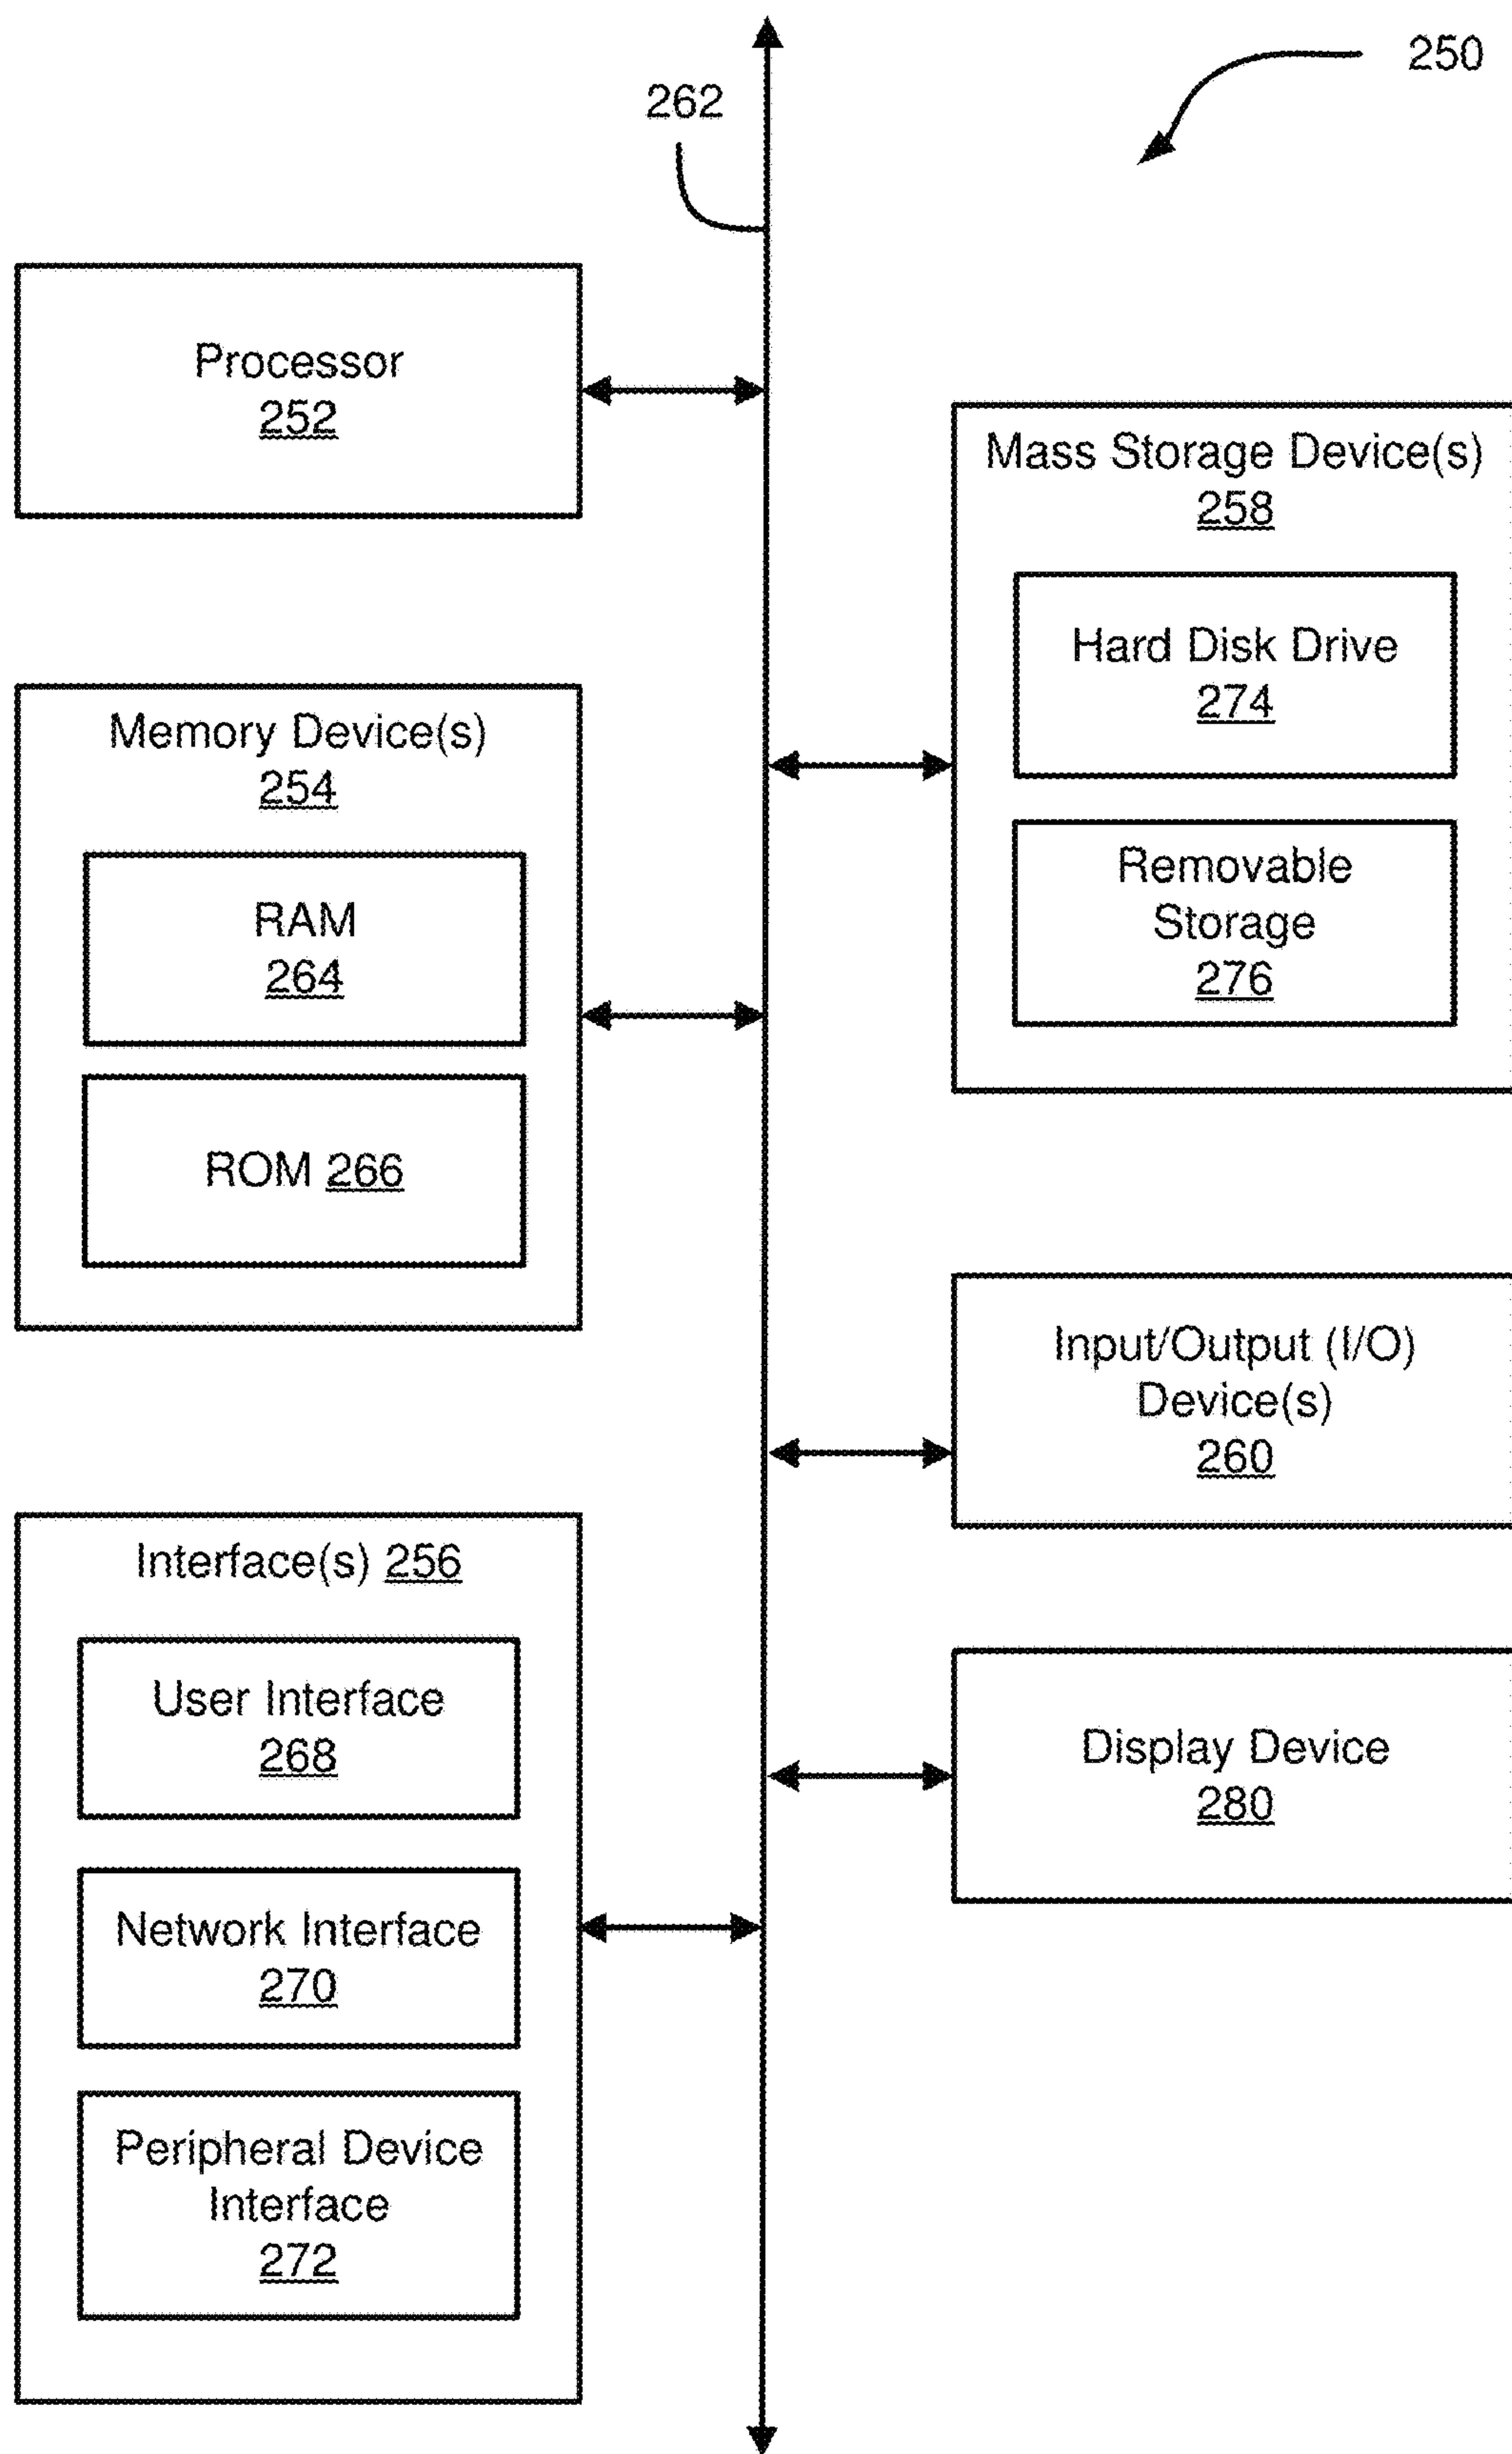 250
262
Processor
252
Mass Storage Device(s)
258
Hard Disk Drive
274
Removable
Storage
276
Memory Device(s)
254
RAM
264
ROM 266
Input/Output (I/O)
Device(s)
260
Interface(s) 256
User Interface
268
Network Interface
270
Peripheral Device
Interface
272
Display Device
280